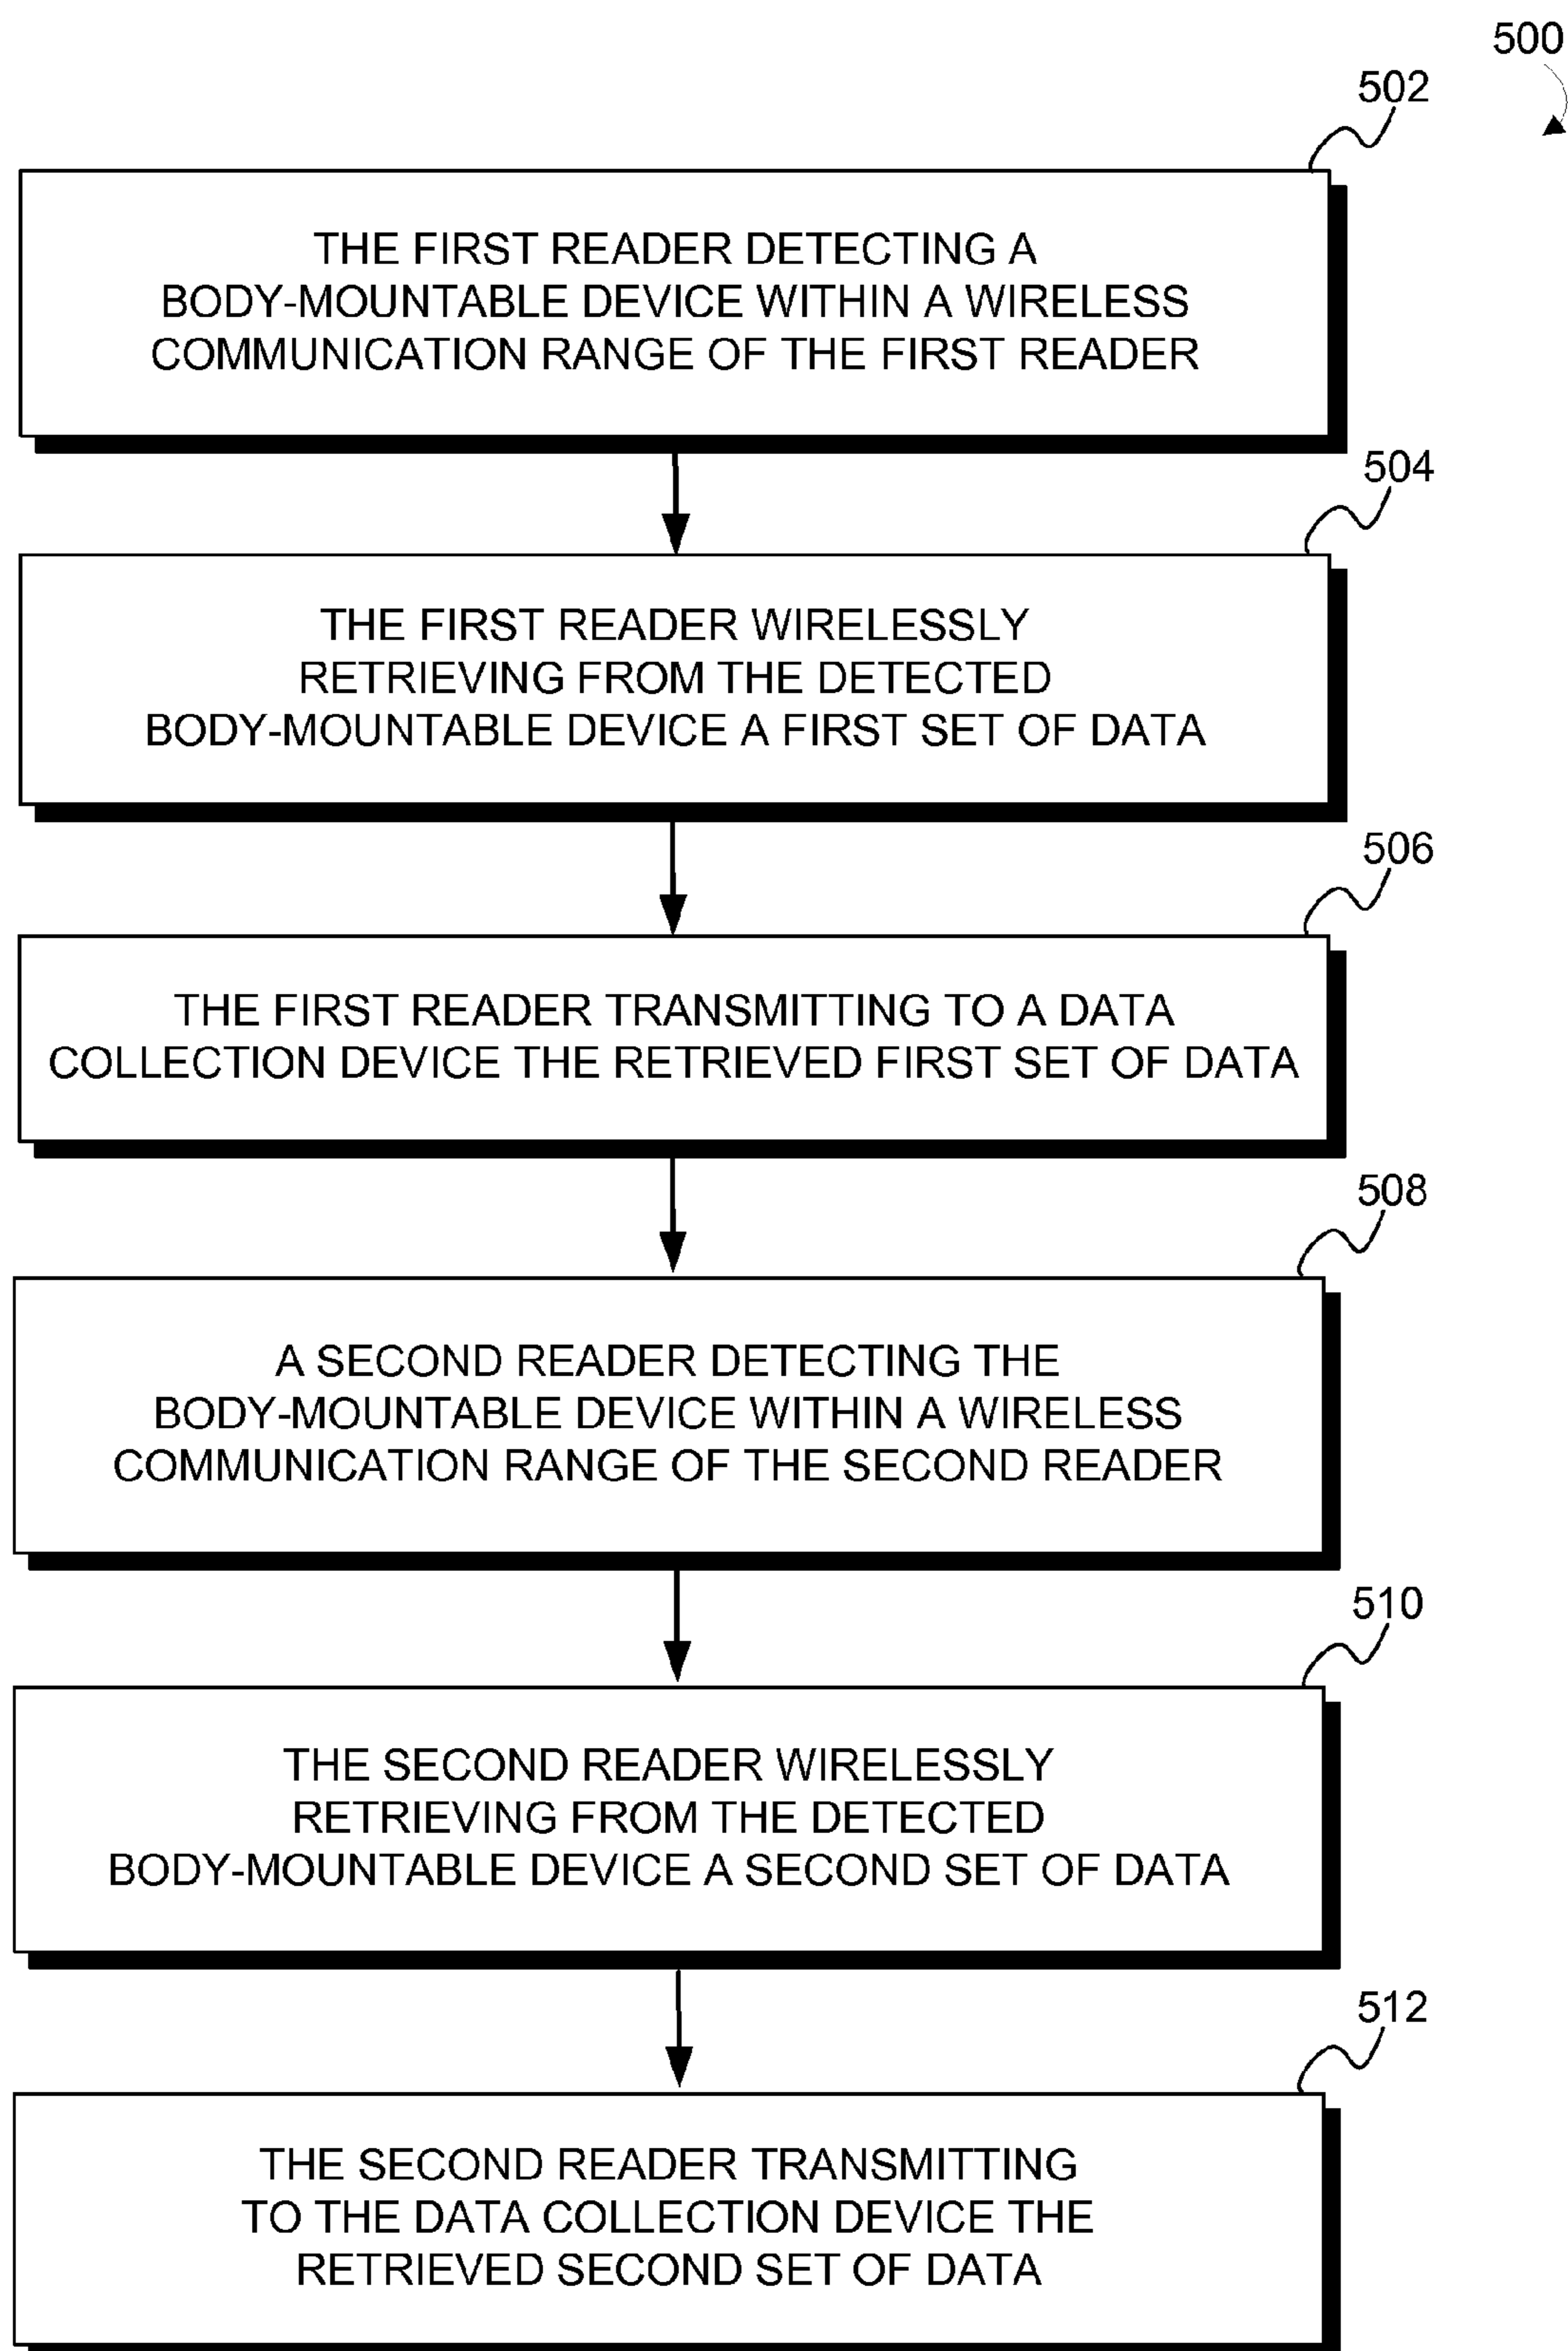 500
502
THE FIRST READER DETECTING A
BODY-MOUNTABLE DEVICE WITHIN A WIRELESS
COMMUNICATION RANGE OF THE FIRST READER
504
THE FIRST READER WIRELESSLY
RETRIEVING FROM THE DETECTED
BODY-MOUNTABLE DEVICE A FIRST SET OF DATA
506
THE FIRST READER TRANSMITTING TO A DATA
COLLECTION DEVICE THE RETRIEVED FIRST SET OF DATA
508
A SECOND READER DETECTING THE
BODY-MOUNTABLE DEVICE WITHIN A WIRELESS
COMMUNICATION RANGE OF THE SECOND READER
510
THE SECOND READER WIRELESSLY
RETRIEVING FROM THE DETECTED
BODY-MOUNTABLE DEVICE A SECOND SET OF DATA
512
THE SECOND READER TRANSMITTING
TO THE DATA COLLECTION DEVICE THE
RETRIEVED SECOND SET OF DATA